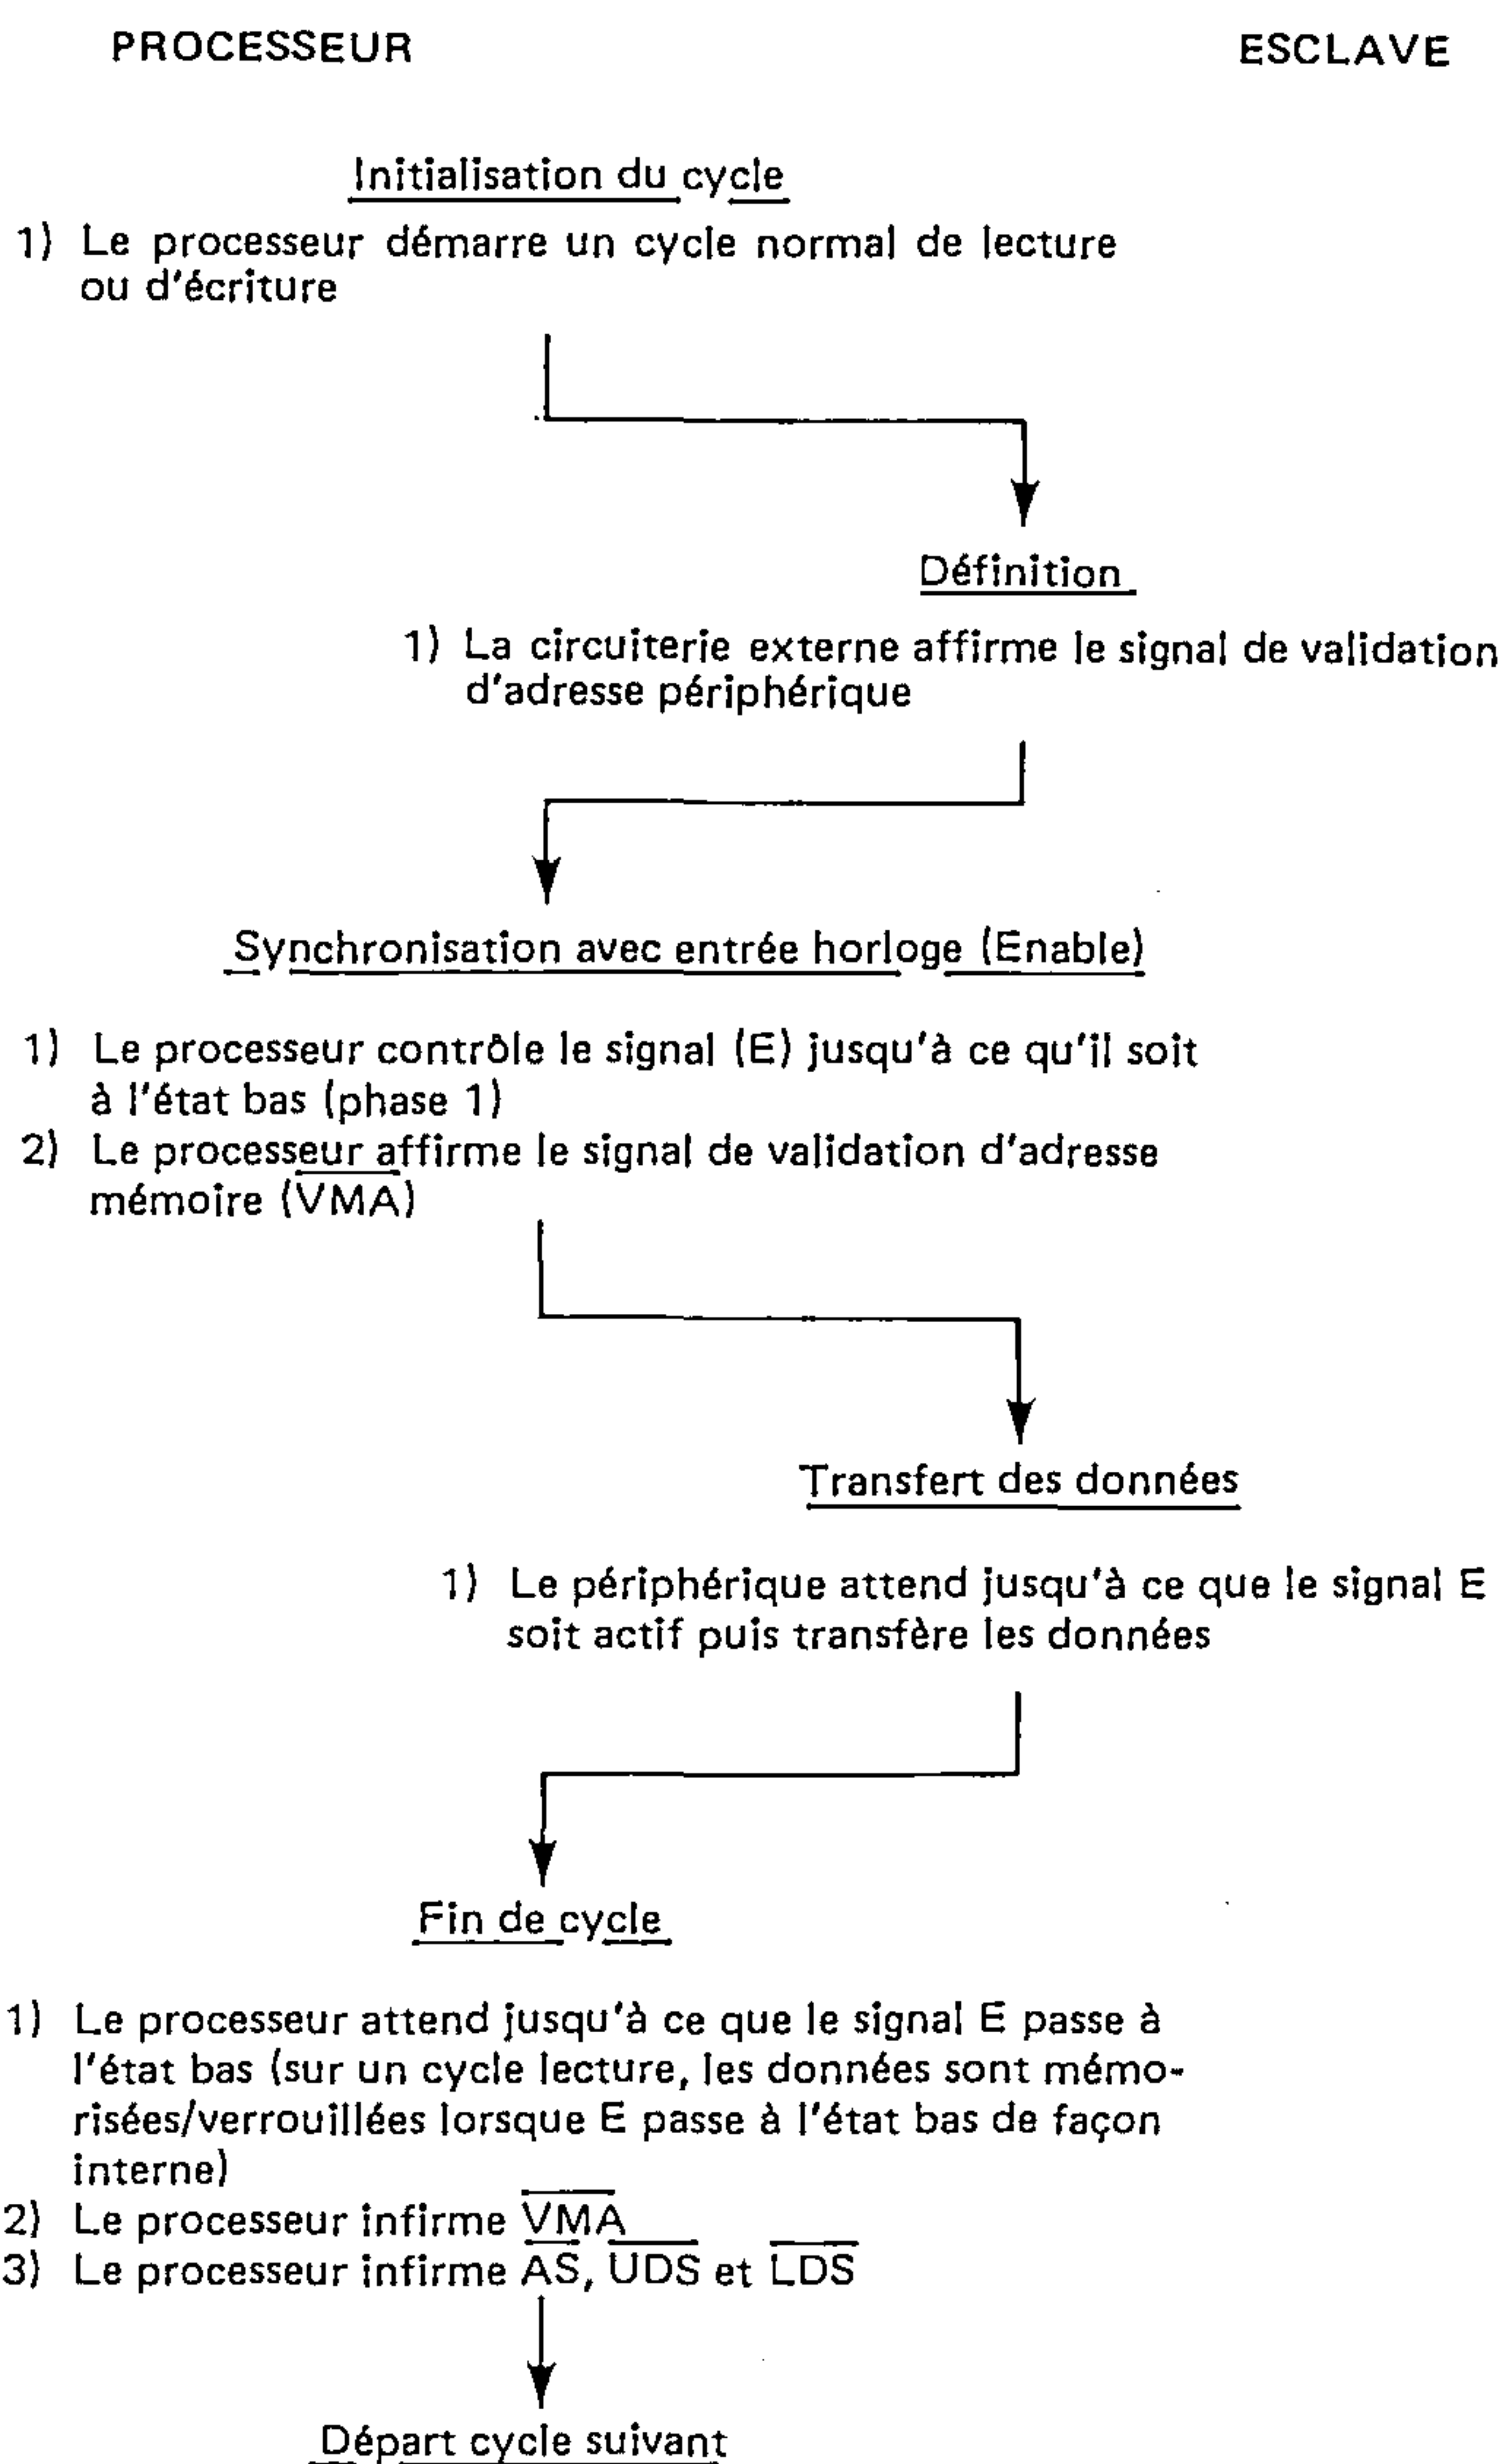 PROCESSEUR ESCLAVE
Initialisation du cycle
1) Le processeur démarre un cycle normal de lecture
ou d'écriture
Définition
1) La circuiterie externe affirme le signal de validation
d'adresse périphérique
Synchronisation avec entrée horloge (Enable)
1) Le processeur contrôle le signal (E) jusqu'à ce qu'il soit
à l'état bas (phase 1)
2) Le processeur affirme le signal de validation d'adresse
mémoire (V̅M̅A̅)
Transfert des données
1) Le périphérique attend jusqu'à ce que le signal E
soit actif puis transfère les données
Fin de cycle
1) Le processeur attend jusqu'à ce que le signal E passe à
l'état bas (sur un cycle lecture, les données sont mémo-
risées/verrouillées lorsque E passe à l'état bas de façon
interne)
2) Le processeur infirme V̅M̅A̅
3) Le processeur infirme A̅S̅, U̅D̅S̅ et L̅D̅S̅
Départ cycle suivant